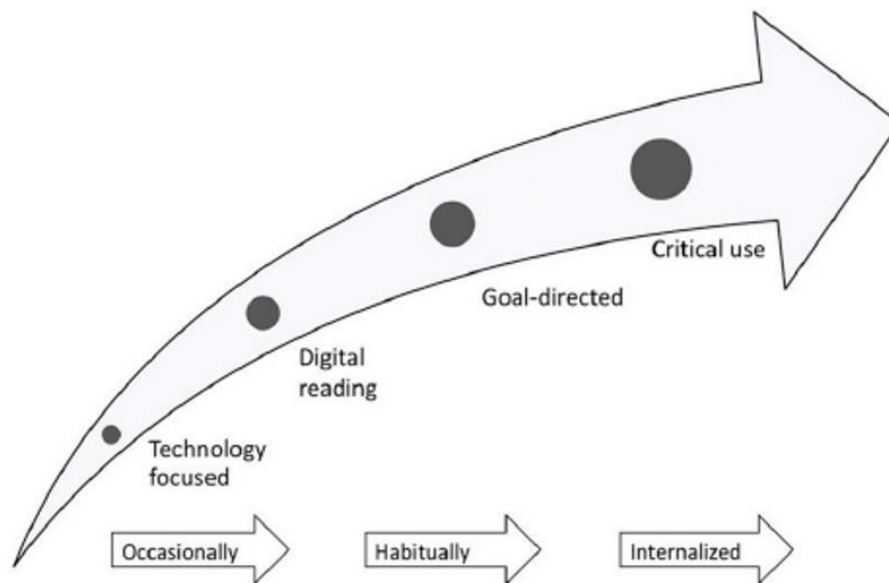 Critical use
Goal-directed
Digital
reading
Technology
focused
Occasionally
Habitually
Internalized